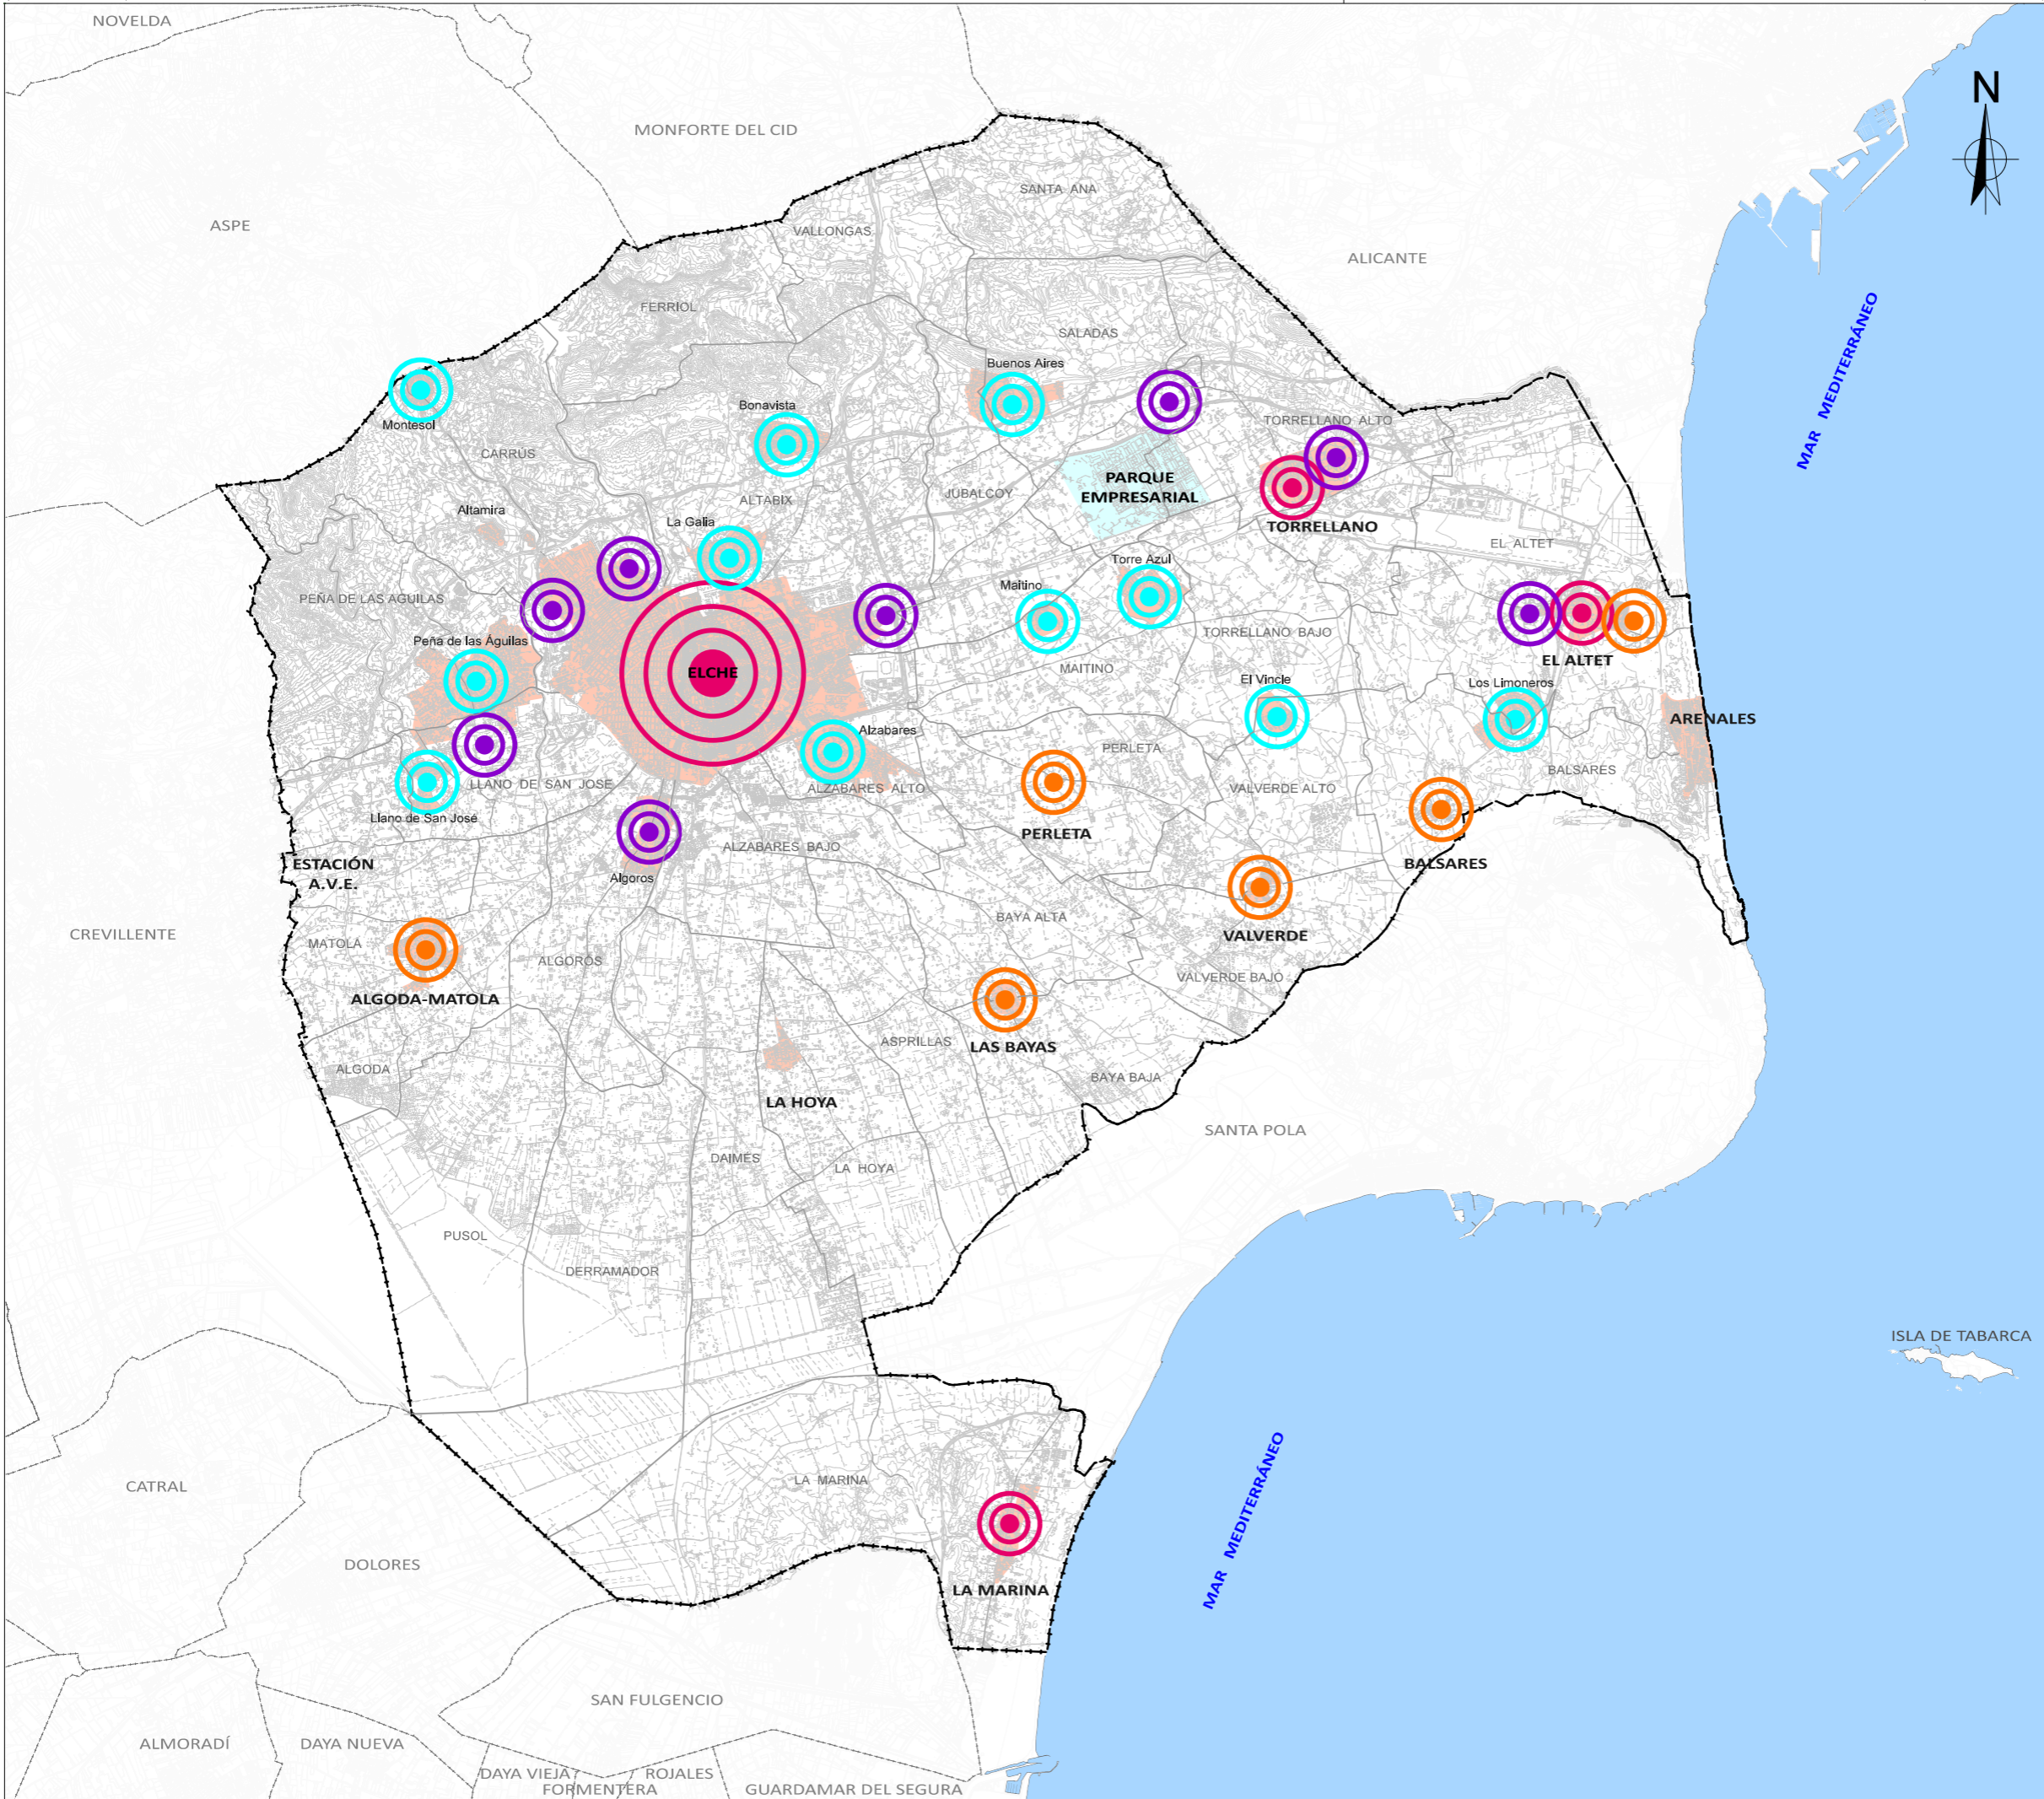 NOVELDA
MONFORTE DEL CID
N
SANTA ANA
ASPE
VALLONGAS
ALICANTE
FERRIOL
SALADAS
MAR MEDITERRÁNEO
Buenos Aires
Bonavista
Montesol
TORRELLANO ALTO
CARRÚS
PARQUE
EMPRESARIAL
JUBALCOY
ALTABIX
Altamira
La Galia
TORRELLANO
EL ALTET
Torre Azul
Maitino
PEÑA DE LAS AGUILAS
Peña de las Águilas
TORRELLANO BAJO
EL ALTET
MAITINO
ELCHE
El Vincle
Los Limoneros
ARENALES
Alzabares
PERLETA
BALSARES
LLANO DE SAN JOSE
ALZABARES ALTO
VALVERDE ALTO
Llano de San José
PERLETA
ALZABARES BAJO
BALSARES
ESTACIÓN
A.V.E.
Algoros
BAYA ALTA
CREVILLENTE
VALVERDE
MATOLA
ALGOROS
VALVERDE BAJO
ALGODA-MATOLA
ASPRILLAS
LAS BAYAS
ALGODA
BAYA BAJA
LA HOYA
SANTA POLA
DAIMES
LA HOYA
PUSOL
DERRAMADOR
ISLA DE TABARCA
CATRAL
LA MARINA
MAR MEDITERRÁNEO
DOLORES
LA MARINA
SAN FULGENCIO
ALMORADÍ
DAYA NUEVA
DAYA VIEJA
ROJALES
FORMENTERA
GUARDAMAR DEL SEGURA